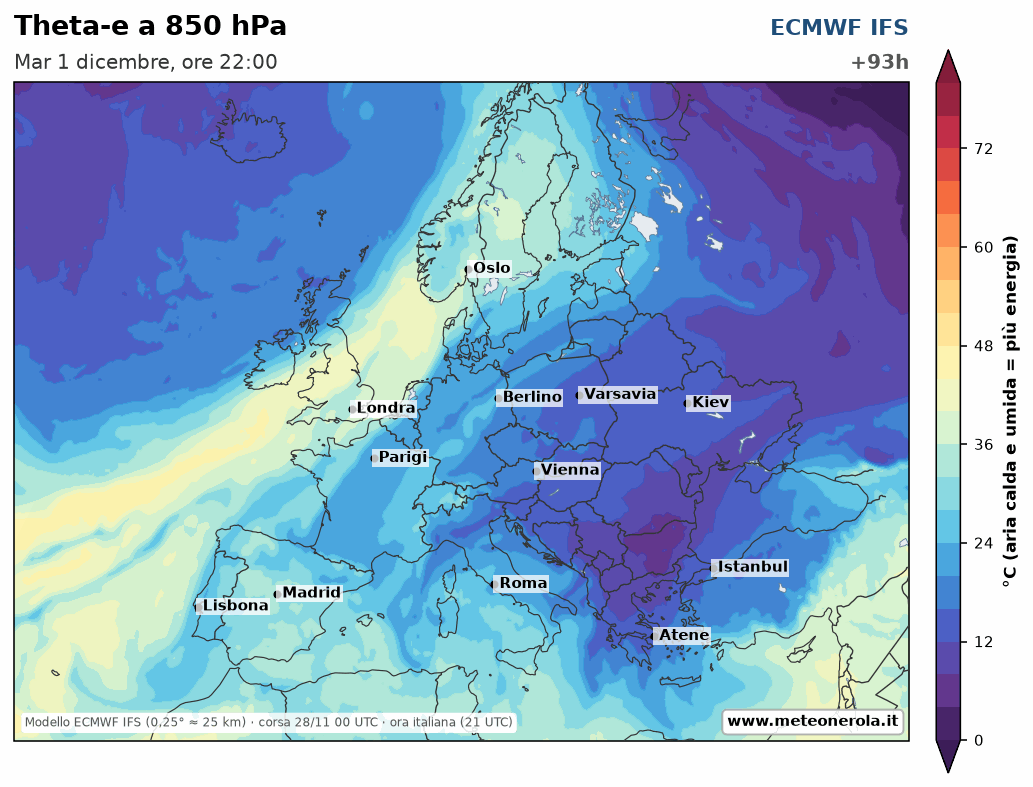 Theta-e a 850 hPa
ECMWF IFS
Mar 1 dicembre, ore 22:00
+93h
Oslo
Londra
Berlino
Varsavia
Kiev
Parigi
Vienna
Istanbul
Roma
Madrid
Lisbona
Atene
72
60
48
36
24
12
0
°C (aria calda e umida = più energia)
Modello ECMWF IFS (0,25° ≈ 25 km) · corsa 28/11 00 UTC · ora italiana (21 UTC)
www.meteonerola.it